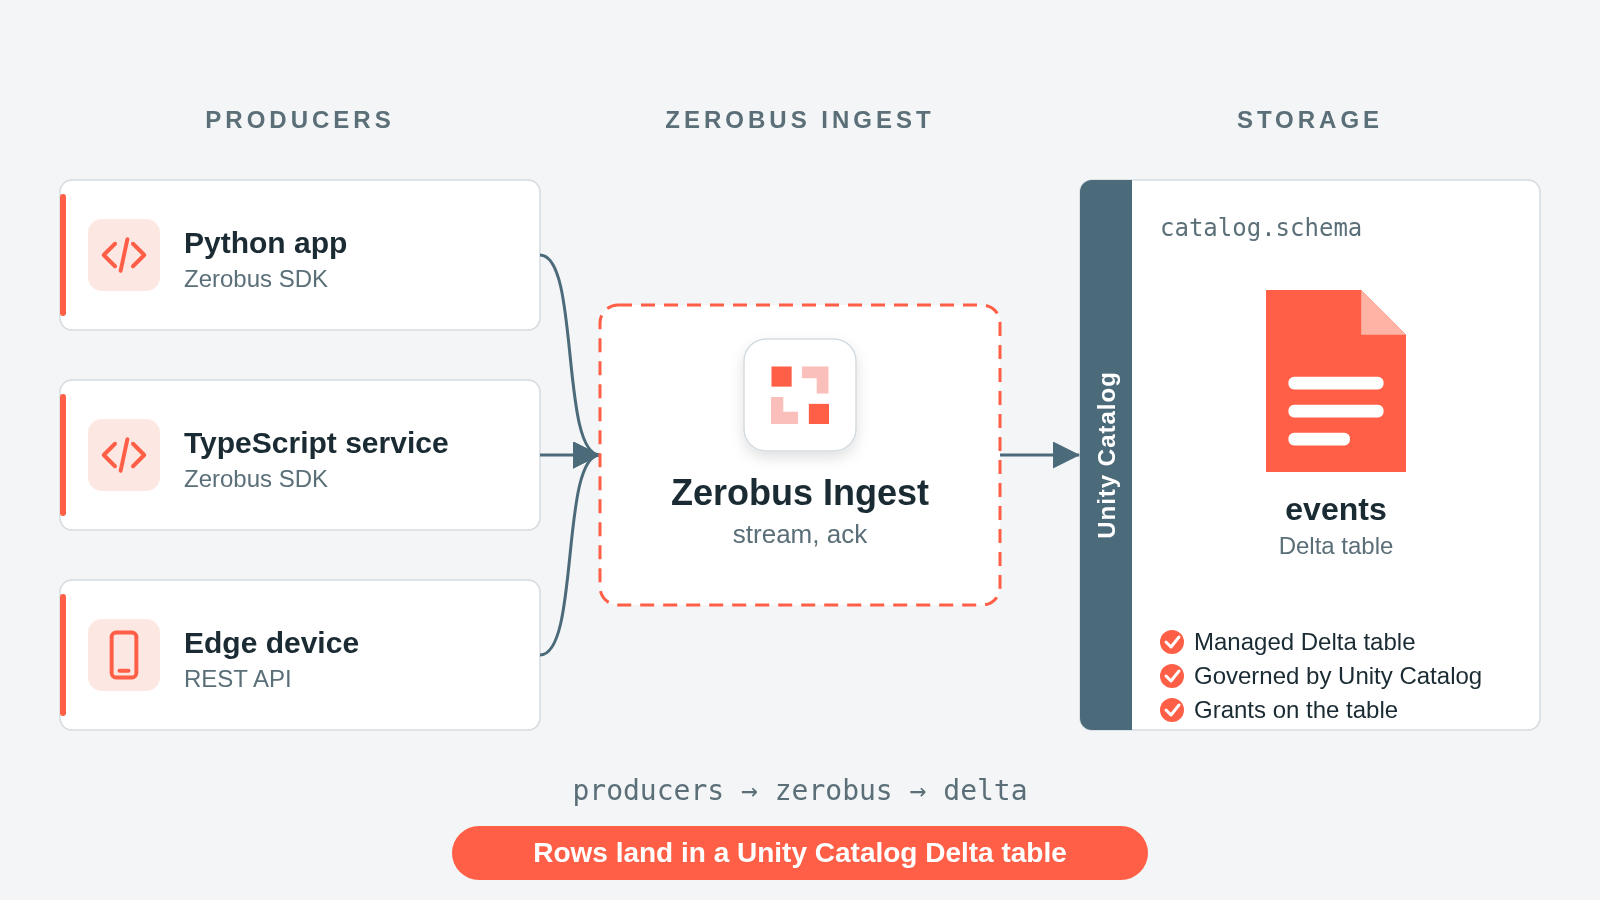 PRODUCERS
ZEROBUS INGEST
STORAGE
Python app
Zerobus SDK
TypeScript service
Zerobus SDK
Edge device
REST API
Zerobus Ingest
stream, ack
Unity Catalog
catalog.schema
events
Delta table
Managed Delta table
Governed by Unity Catalog
Grants on the table
producers → zerobus → delta
Rows land in a Unity Catalog Delta table